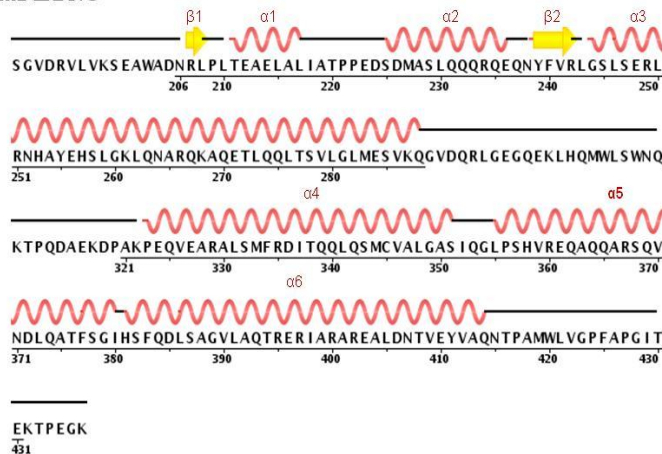 β1 α1 α2 β2 α3
SGVDRVLVKSEAWADNRLPLTEAELALIATPPEDSDMASLQQQRQEQNYFVRLGSLSERL
206 210 220 230 240 250
RNHAYEHSLGKLQNARQKAQETLQQLTSVLGLMESVKQGVDQRLGEGQEKLHQMWLSWNQ
251 260 270 280
α4 α5
KTPQDAEKDPAKPEQVEARALSMFRDITQQLQSMCVALGASIQGLPSHVREQAQQARSQV
321 330 340 350 360 370
α6
NDLQATFSGIHSFQDLSAGVLAQTRERIARAREALDNTVEYVAQNTPAMWLVGPFAPGIT
371 380 390 400 410 420 430
EKTPEGK
431